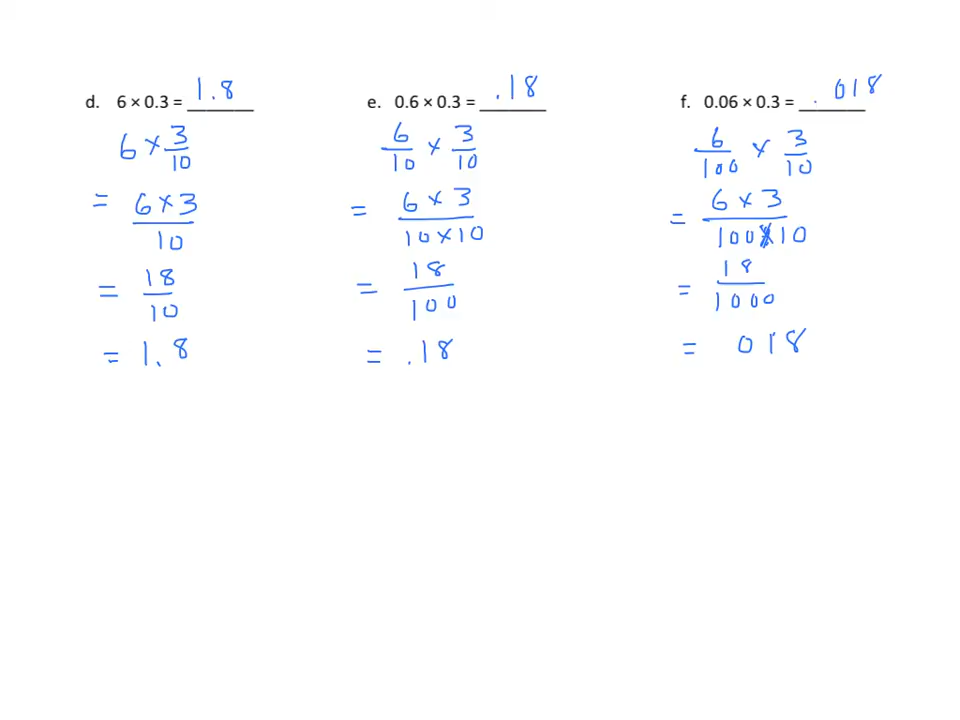 d. 6 × 0.3 = 1.8
6 × 3/10
= 6 × 3 / 10
= 18/10
= 1.8
e. 0.6 × 0.3 = .18
6/10 × 3/10
= 6 × 3 / 10 × 10
= 18/100
= .18
f. 0.06 × 0.3 = .018
6/100 × 3/10
= 6 × 3 / 100 × 10
= 18/1000
= 018